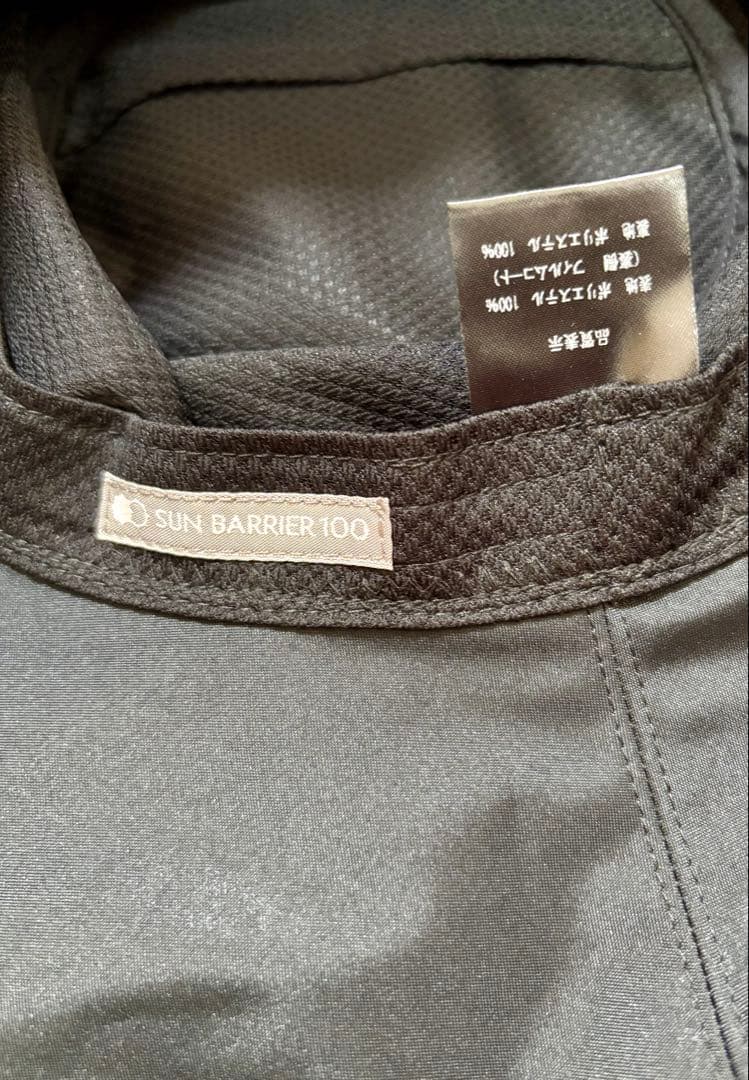 品質表示
表地 ポリエステル 100%
(裏側 フィルムコート)
裏地 ポリエステル 100%
SUN BARRIER 100